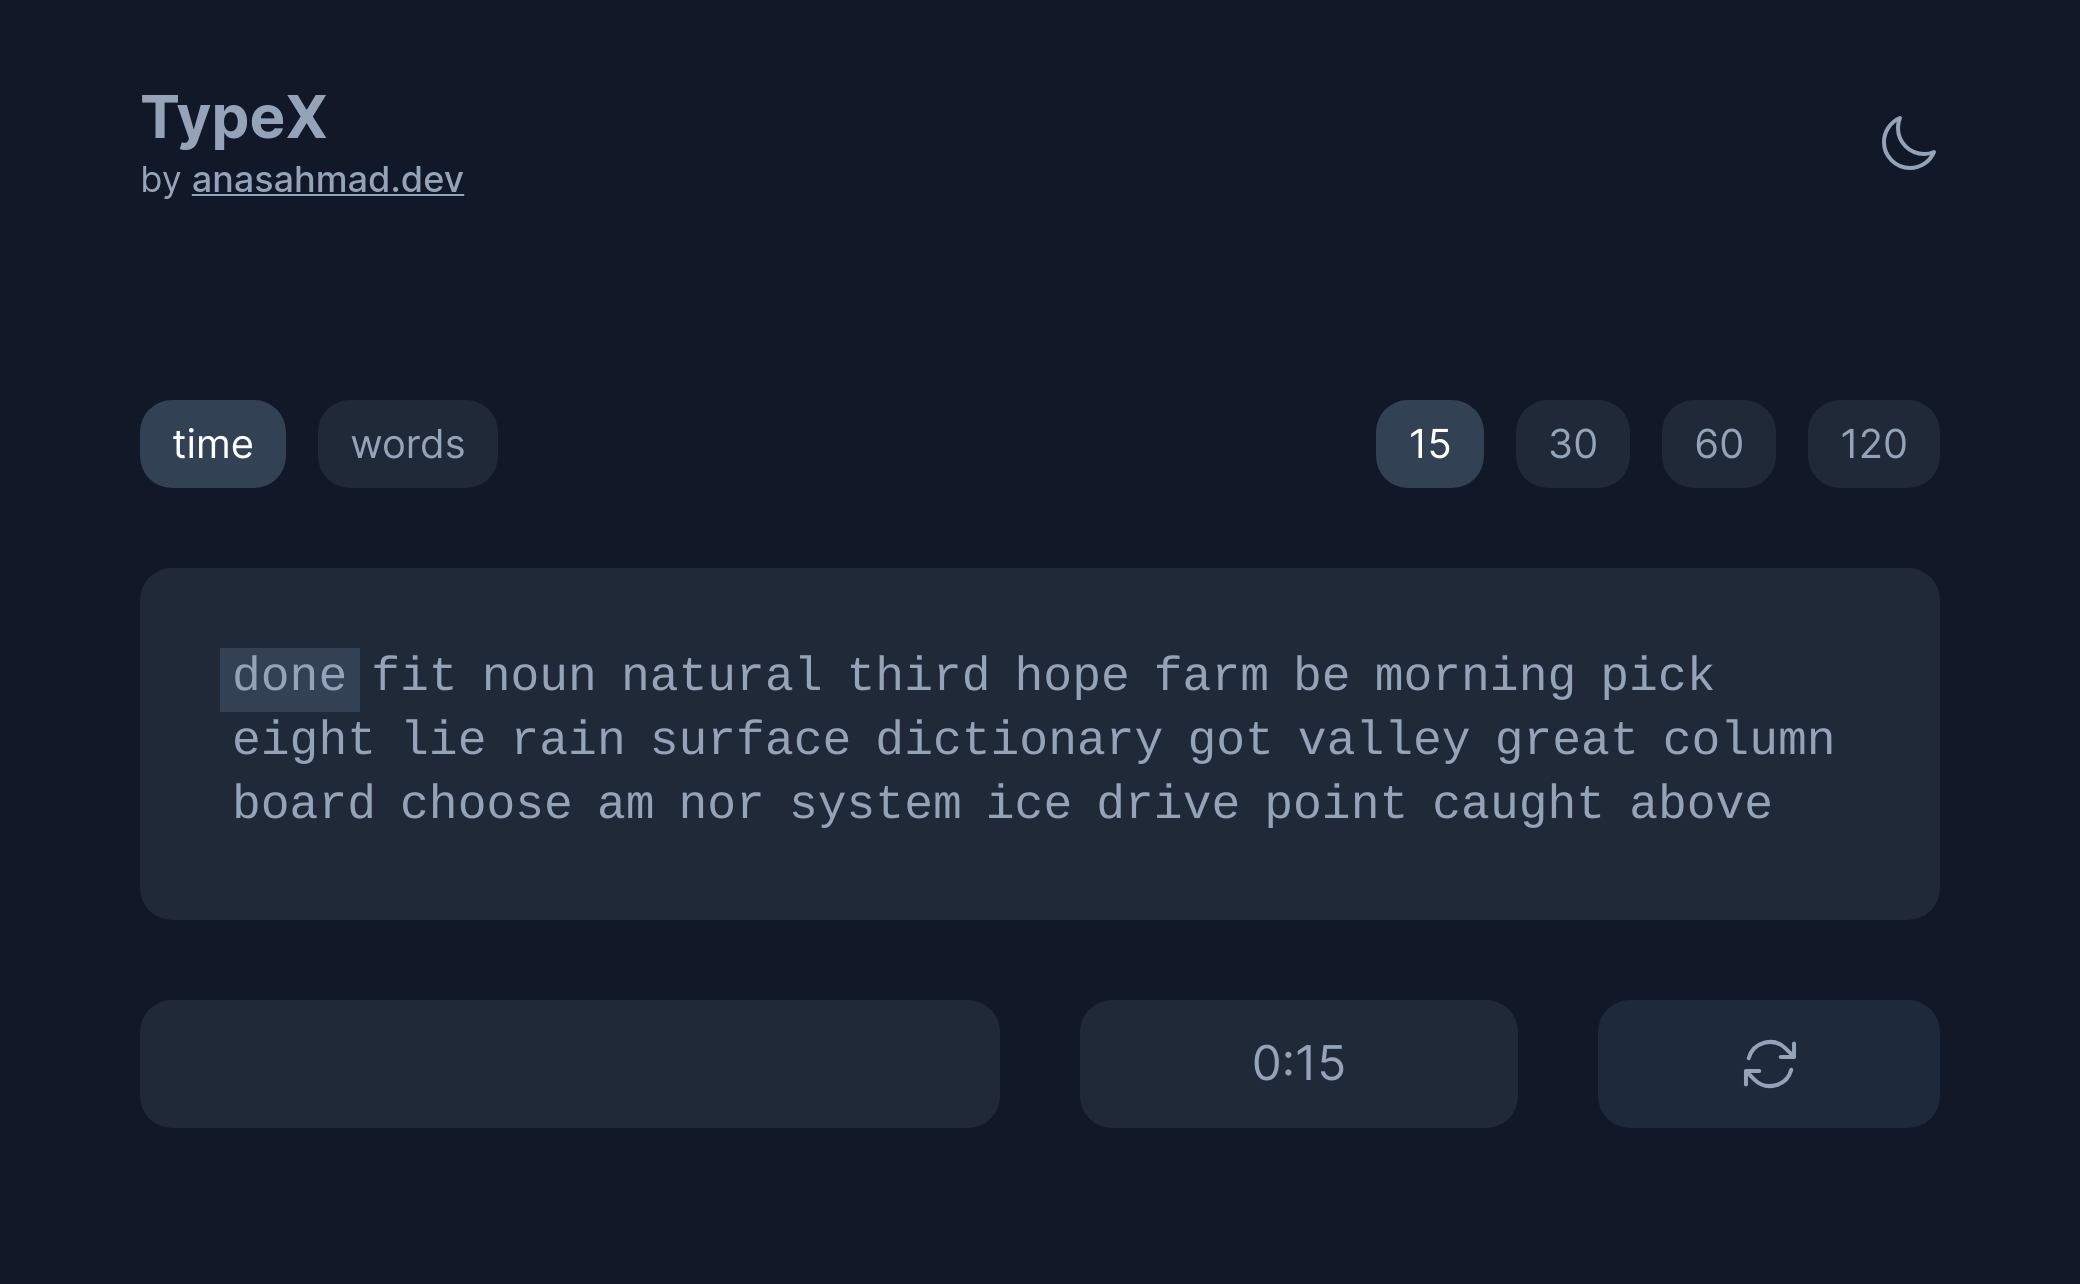 TypeX
by anasahmad.dev
time words 15 30 60 120
done fit noun natural third hope farm be morning pick
eight lie rain surface dictionary got valley great column
board choose am nor system ice drive point caught above
0:15